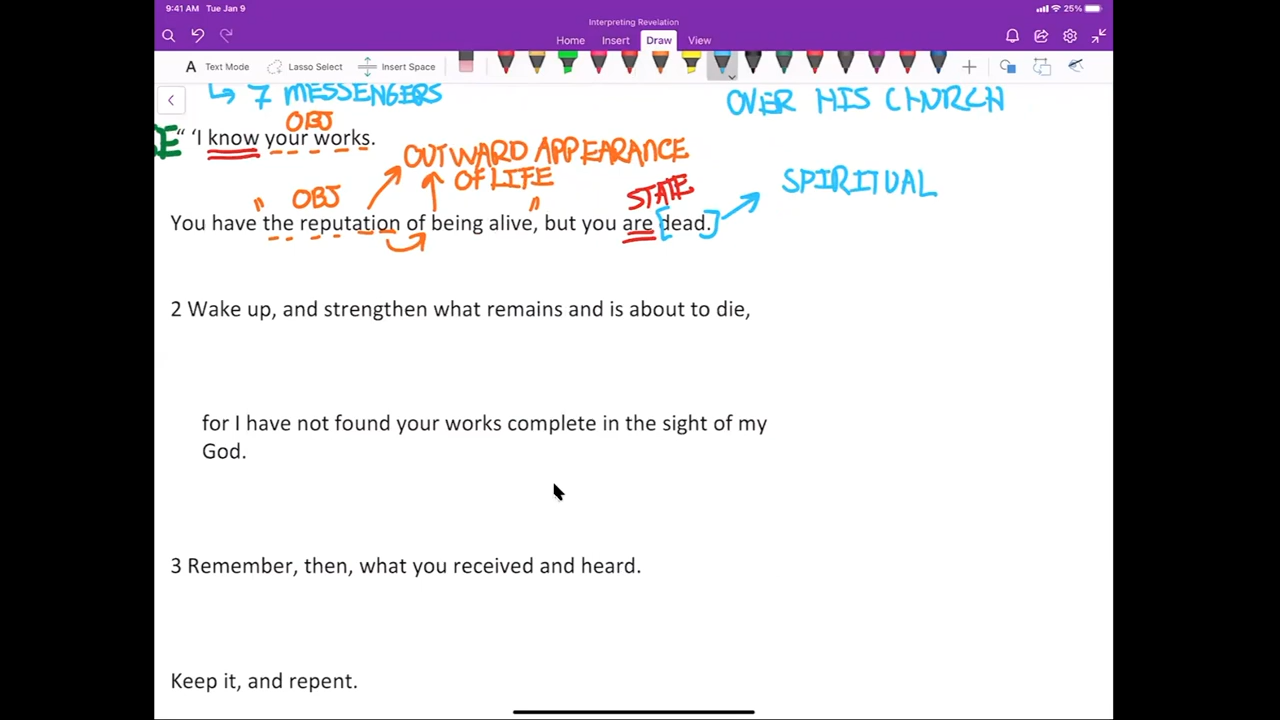 9:41 AM Tue Jan 9
25%
Interpreting Revelation
Home Insert Draw View
A Text Mode Lasso Select Insert Space
↳ 7 MESSENGERS
OVER HIS CHURCH
OBJ
E " 'I know your works.
OUTWARD APPEARANCE
OF LIFE
SPIRITUAL
" OBJ " STATE
You have the reputation of being alive, but you are [dead.]
2 Wake up, and strengthen what remains and is about to die,
for I have not found your works complete in the sight of my
God.
3 Remember, then, what you received and heard.
Keep it, and repent.